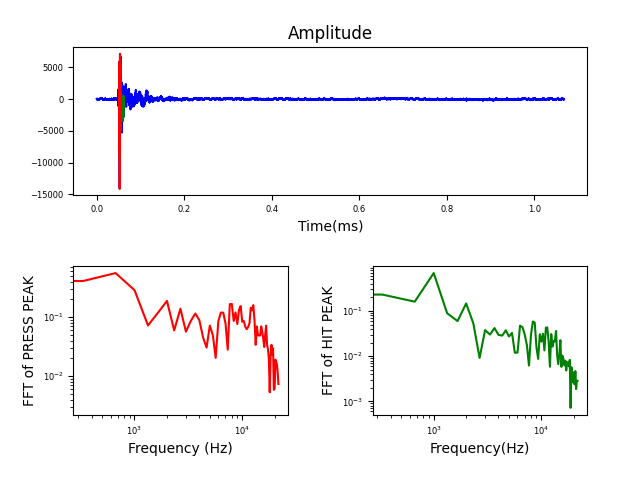 Amplitude
5000
0
−5000
−10000
−15000
0.0 0.2 0.4 0.6 0.8 1.0
Time(ms)
FFT of PRESS PEAK
10⁻¹
10⁻²
10³ 10⁴
Frequency (Hz)
FFT of HIT PEAK
10⁻¹
10⁻²
10⁻³
10³ 10⁴
Frequency(Hz)